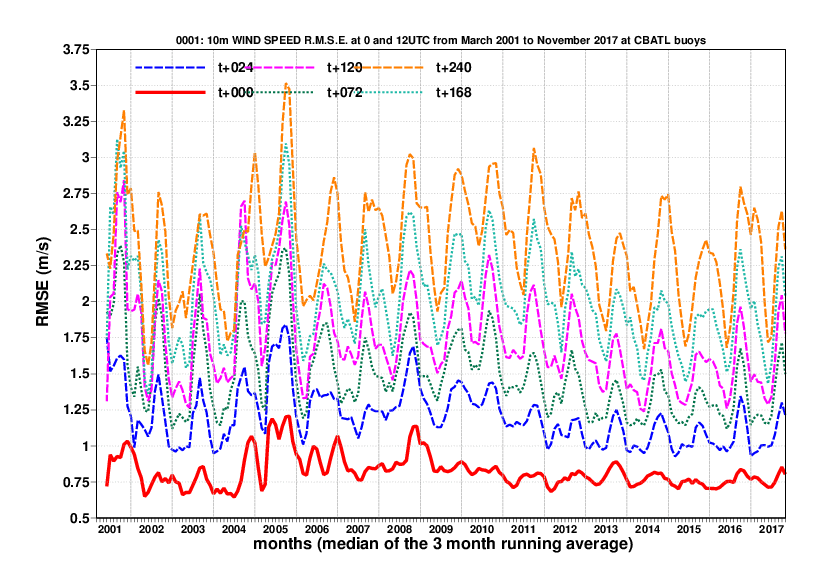 0001: 10m WIND SPEED R.M.S.E. at 0 and 12UTC from March 2001 to November 2017 at CBATL buoys
t+024 t+120 t+240
t+000 t+072 t+168
RMSE (m/s)
3.75
3.5
3.25
3
2.75
2.5
2.25
2
1.75
1.5
1.25
1
0.75
0.5
2001 2002 2003 2004 2005 2006 2007 2008 2009 2010 2011 2012 2013 2014 2015 2016 2017
months (median of the 3 month running average)